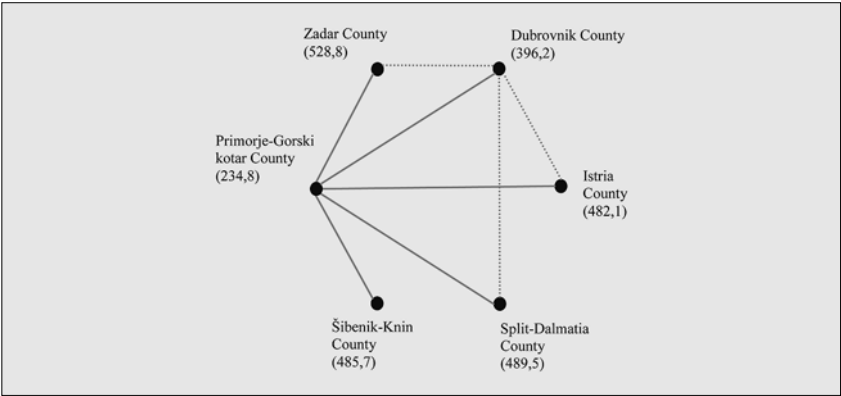 Zadar County
(528,8)
Dubrovnik County
(396,2)
Primorje-Gorski
kotar County
(234,8)
Istria
County
(482,1)
Šibenik-Knin
County
(485,7)
Split-Dalmatia
County
(489,5)